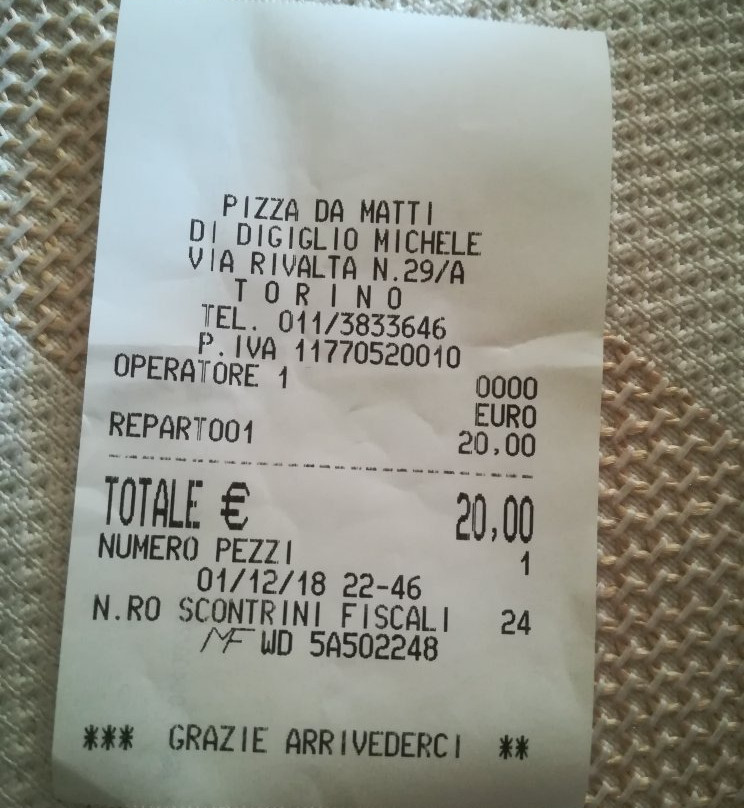 PIZZA DA MATTI
DI DIGIGLIO MICHELE
VIA RIVALTA N.29/A
T O R I N O
TEL. 011/3833646
P.IVA 11770520010
OPERATORE 1 0000
EURO
REPARTO01 20,00
TOTALE € 20,00
NUMERO PEZZI 1
01/12/18 22-46
N.RO SCONTRINI FISCALI 24
MF WD 5A502248
*** GRAZIE ARRIVEDERCI **